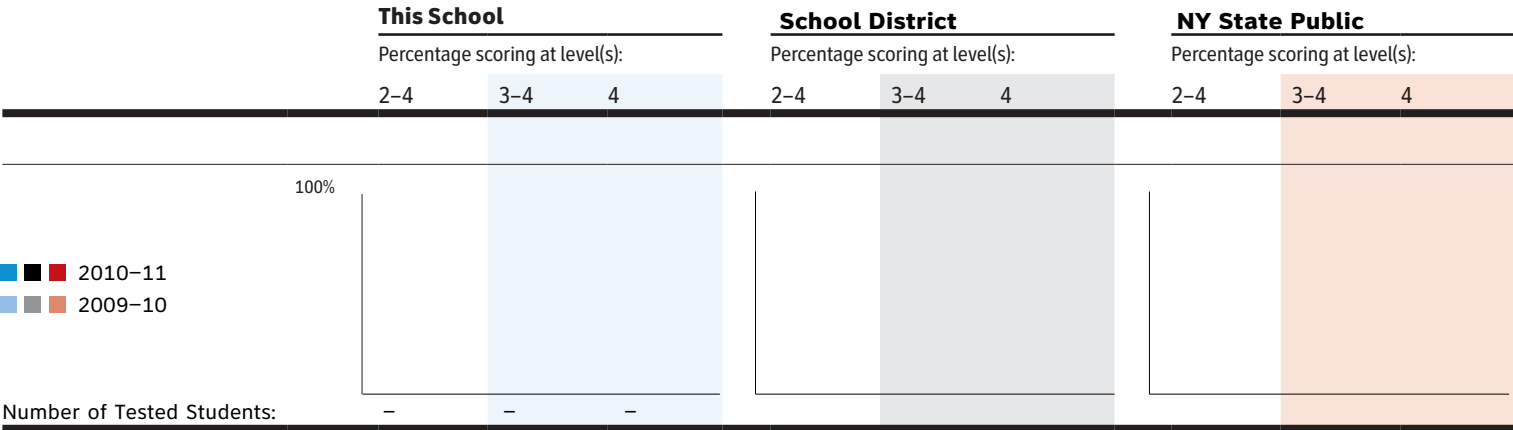 This School School District NY State Public
Percentage scoring at level(s): Percentage scoring at level(s): Percentage scoring at level(s):
2–4 3–4 4 2–4 3–4 4 2–4 3–4 4
100%
2010–11
2009–10
Number of Tested Students: – – –